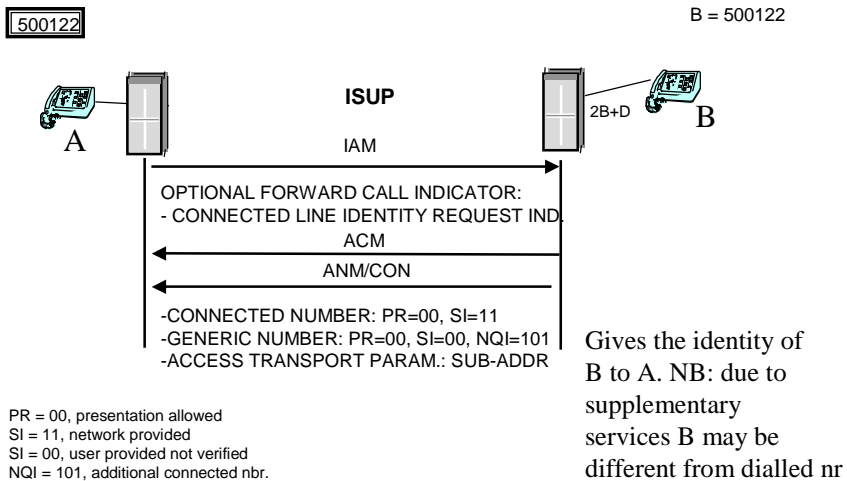 500122
B = 500122
ISUP
2B+D
A
B
IAM
OPTIONAL FORWARD CALL INDICATOR:
- CONNECTED LINE IDENTITY REQUEST IND.
ACM
ANM/CON
-CONNECTED NUMBER: PR=00, SI=11
-GENERIC NUMBER: PR=00, SI=00, NQI=101
-ACCESS TRANSPORT PARAM.: SUB-ADDR
Gives the identity of
B to A. NB: due to
supplementary
services B may be
different from dialled nr
PR = 00, presentation allowed
SI = 11, network provided
SI = 00, user provided not verified
NQI = 101, additional connected nbr.